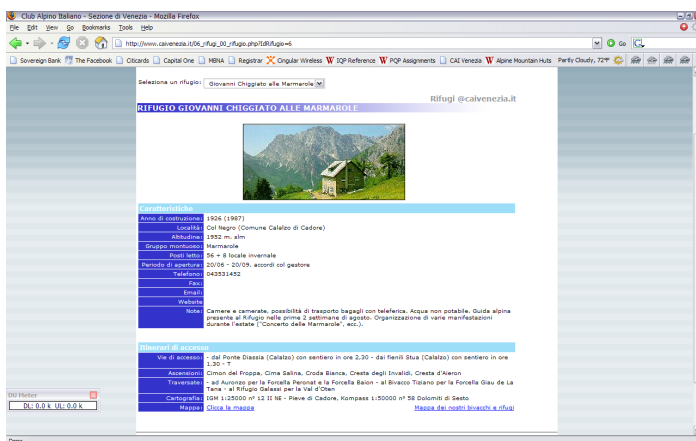 Club Alpino Italiano - Sezione di Venezia - Mozilla Firefox
File Edit View Go Bookmarks Tools Help
http://www.caivenezia.it/06_rifugi_00_rifugio.php?IdRifugio=6 Go
Sovereign Bank The Facebook Citicards Capital One MBNA Registrar Cingular Wireless IQP Reference PQP Assignments CAI Venezia Alpine Mountain Huts Partly Cloudy, 72°F
Seleziona un rifugio: Giovanni Chiggiato alle Marmarole
Rifugi @caivenezia.it
RIFUGIO GIOVANNI CHIGGIATO ALLE MARMAROLE
Caratteristiche
Anno di costruzione: 1926 (1987)
Località: Col Negro (Comune Calalzo di Cadore)
Altitudine: 1952 m. slm
Gruppo montuoso: Marmarole
Posti letto: 56 + 8 locale invernale
Periodo di apertura: 20/06 - 20/09. accordi col gestore
Telefono: 043531452
Fax:
Email:
Website
Note: Camere e camerate, possibilità di trasporto bagagli con teleferica. Acqua non potabile. Guida alpina
presente al Rifugio nelle prime 2 settimane di agosto. Organizzazione di varie manifestazioni
durante l'estate ("Concerto delle Marmarole", ecc.).
Itinerari di accesso
Vie di accesso: - dal Ponte Diassia (Calalzo) con sentiero in ore 2.30 - dai fienili Stua (Calalzo) con sentiero in ore
1.30 - T
Ascensioni: Cimon del Froppa, Cima Salina, Croda Bianca, Cresta degli Invalidi, Cresta d'Aieron
Traversate: - ad Auronzo per la Forcella Peronat e la Forcella Baion - al Bivacco Tiziano per la Forcella Giau de La
Tana - al Rifugio Galassi per la Val d'Oten
Cartografia: IGM 1:25000 n° 12 II NE - Pieve di Cadore, Kompass 1:50000 n° 58 Dolomiti di Sesto
Mappa: Clicca la mappa Mappa dei nostri bivacchi e rifugi
DU Meter
DL: 0.0 k UL: 0.0 k